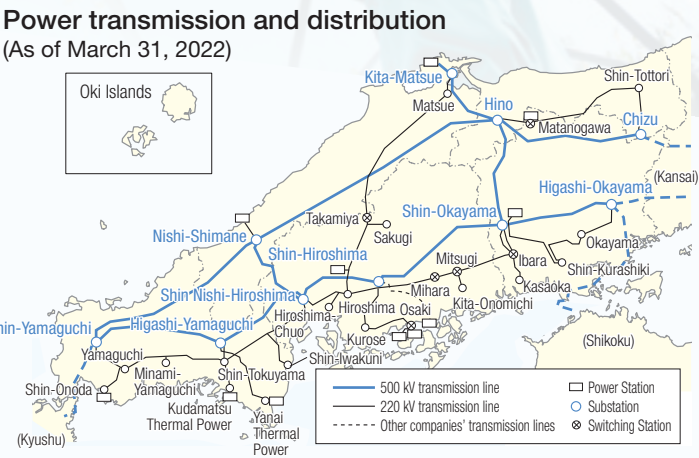 Power transmission and distribution
(As of March 31, 2022)
Oki Islands
Kita-Matsue
Matsue
Hino
Shin-Tottori
Matanogawa
Chizu
(Kansai)
Higashi-Okayama
Takamiya
Sakugi
Shin-Okayama
Nishi-Shimane
Shin-Hiroshima
Okayama
Mitsugi
Ibara
Shin-Kurashiki
Kasaoka
Mihara
Kita-Onomichi
Shin Nishi-Hiroshima
Hiroshima-
Chuo
Hiroshima
Osaki
Kurose
hin-Yamaguchi
Higashi-Yamaguchi
Yamaguchi
Shin-Iwakuni
(Shikoku)
Shin-Onoda
Minami-
Yamaguchi
Shin-Tokuyama
Kudamatsu
Thermal Power
Yanai
Thermal
Power
(Kyushu)
500 kV transmission line
220 kV transmission line
Other companies' transmission lines
Power Station
Substation
Switching Station